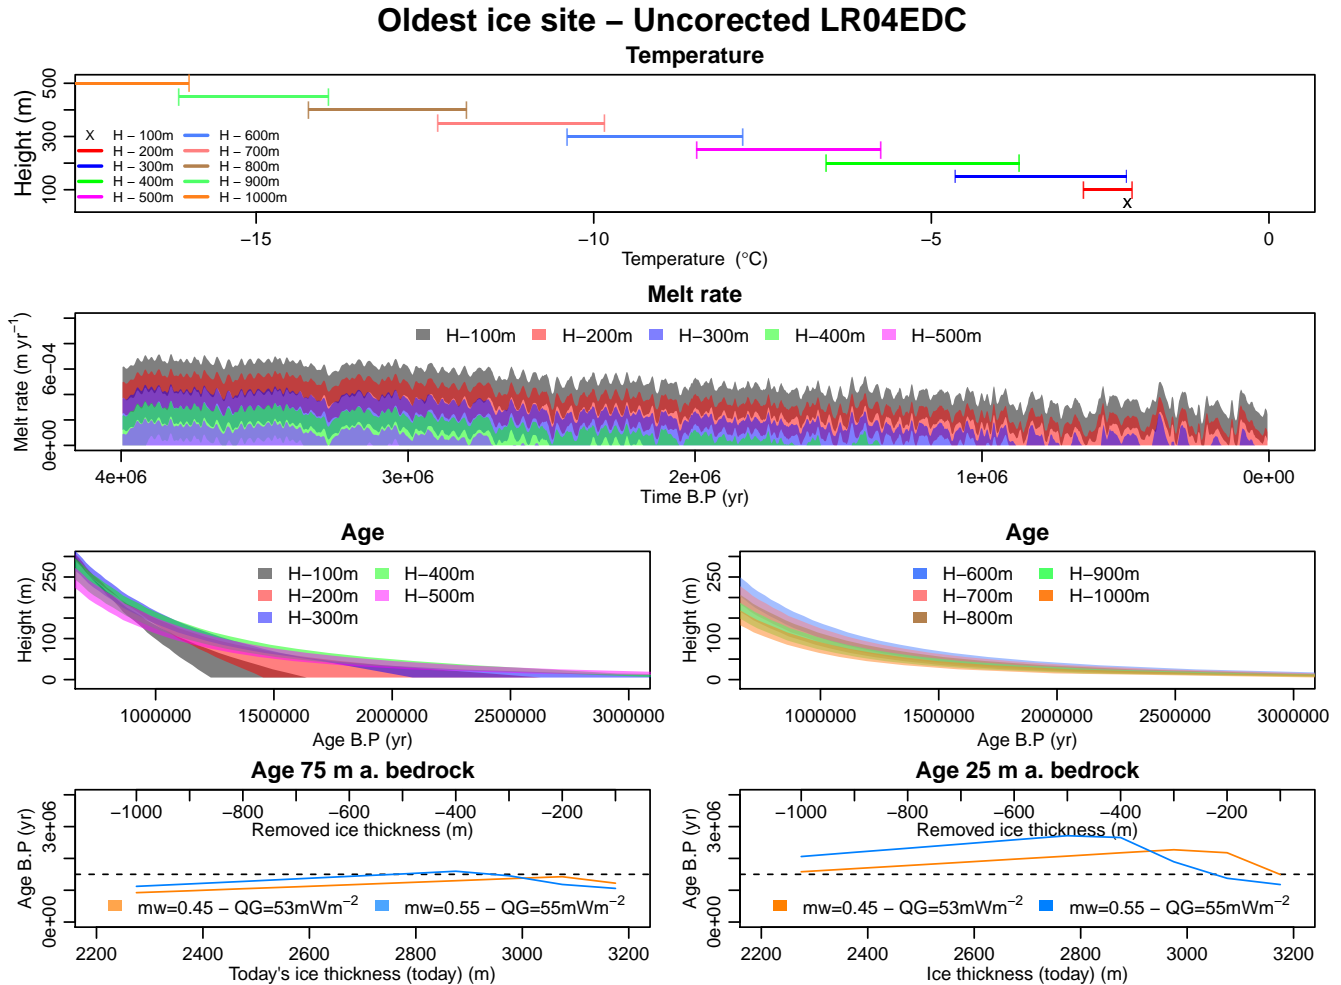 Oldest ice site – Uncorected LR04EDC
Temperature
Height (m)
500
300
100
x H – 100m
H – 200m
H – 300m
H – 400m
H – 500m
H – 600m
H – 700m
H – 800m
H – 900m
H – 1000m
x
−15 −10 −5 0
Temperature (°C)
Melt rate
Melt rate (m yr−1)
6e−04
0e+00
H−100m H−200m H−300m H−400m H−500m
4e+06 3e+06 2e+06 1e+06 0e+00
Time B.P (yr)
Age
Height (m)
250
100
0
H−100m
H−200m
H−300m
H−400m
H−500m
1000000 1500000 2000000 2500000 3000000
Age B.P (yr)
Age
Height (m)
250
100
0
H−600m
H−700m
H−800m
H−900m
H−1000m
1000000 1500000 2000000 2500000 3000000
Age B.P (yr)
Age 75 m a. bedrock
Age B.P (yr)
3e+06
0e+00
−1000 −600 −400 −200
Removed ice thickness (m)
mw=0.45 − QG=53mWm−2 mw=0.55 − QG=55mWm−2
2200 2400 2600 2800 3000 3200
Today's ice thickness (today) (m)
Age 25 m a. bedrock
Age B.P (yr)
3e+06
0e+00
−1000 −600 −400 −200
Removed ice thickness (m)
mw=0.45 − QG=53mWm−2 mw=0.55 − QG=55mWm−2
2200 2400 2600 2800 3000 3200
Ice thickness (today) (m)